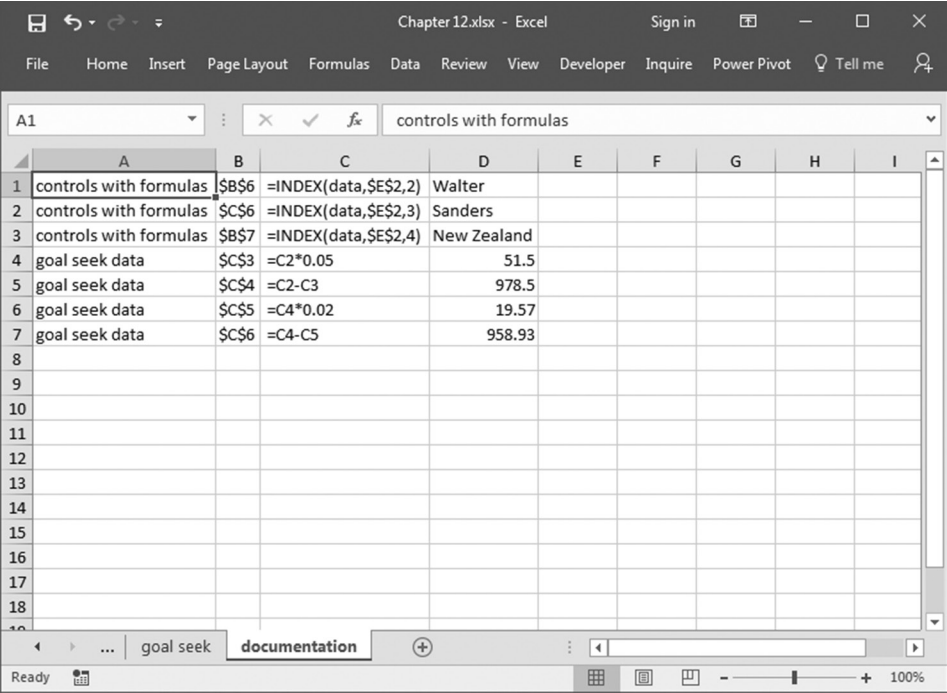 Chapter 12.xlsx - Excel
Sign in
File Home Insert Page Layout Formulas Data Review View Developer Inquire Power Pivot Tell me
A1 fx controls with formulas
A B C D E F G H I
1 controls with formulas $B$6 =INDEX(data,$E$2,2) Walter
2 controls with formulas $C$6 =INDEX(data,$E$2,3) Sanders
3 controls with formulas $B$7 =INDEX(data,$E$2,4) New Zealand
4 goal seek data $C$3 =C2*0.05 51.5
5 goal seek data $C$4 =C2-C3 978.5
6 goal seek data $C$5 =C4*0.02 19.57
7 goal seek data $C$6 =C4-C5 958.93
8
9
10
11
12
13
14
15
16
17
18
19
... goal seek documentation
Ready 100%